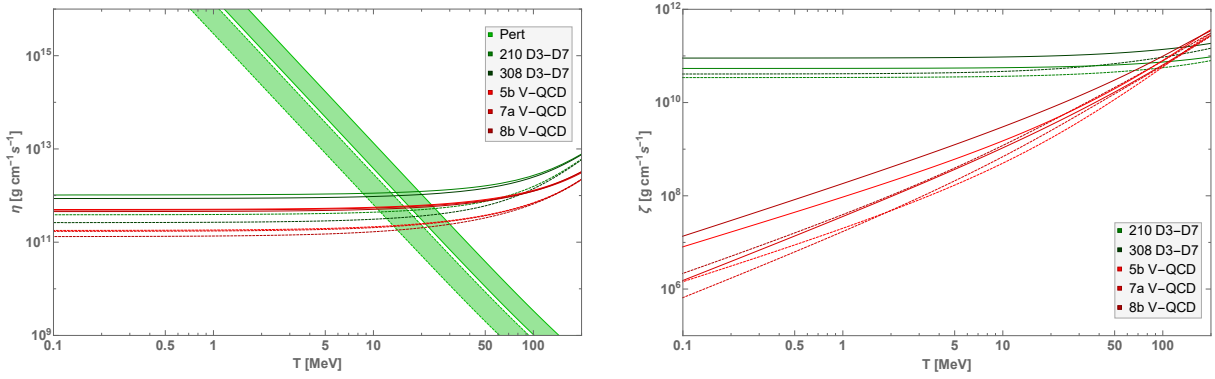 Pert
210 D3−D7
308 D3−D7
5b V−QCD
7a V−QCD
8b V−QCD
10^15
10^13
10^11
10^9
η [g cm^−1 s^−1]
0.1 0.5 1 5 10 50 100
T [MeV]
10^12
10^10
10^8
10^6
ζ [g cm^−1 s^−1]
210 D3−D7
308 D3−D7
5b V−QCD
7a V−QCD
8b V−QCD
0.1 0.5 1 5 10 50 100
T [MeV]